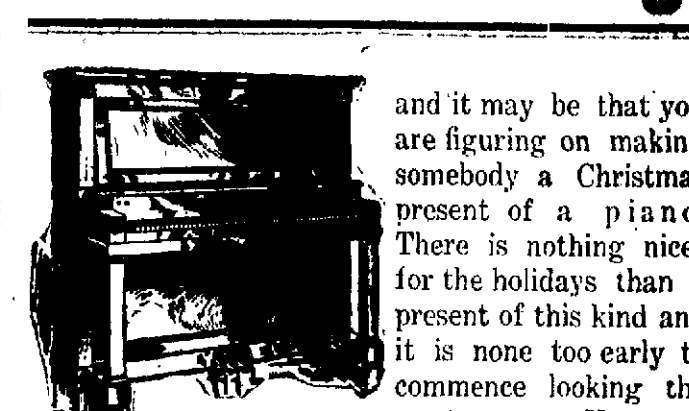 and it may be that yo
are figuring on makin
somebody a Christma
present of a piano
There is nothing nice
for the holidays than
present of this kind an
it is none too early t
commence looking th